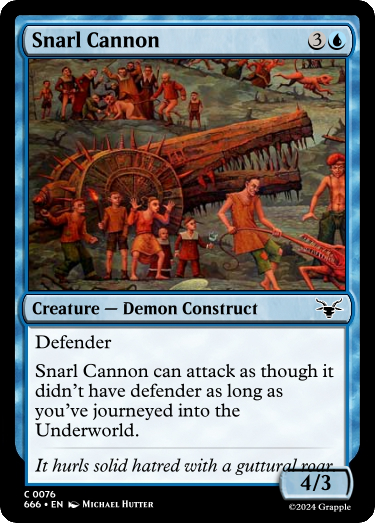 Snarl Cannon 3
Creature — Demon Construct
Defender
Snarl Cannon can attack as though it
didn't have defender as long as
you've journeyed into the
Underworld.
It hurls solid hatred with a guttural roar
4/3
C 0076
666 • EN Michael Hutter
©2024 Grapple